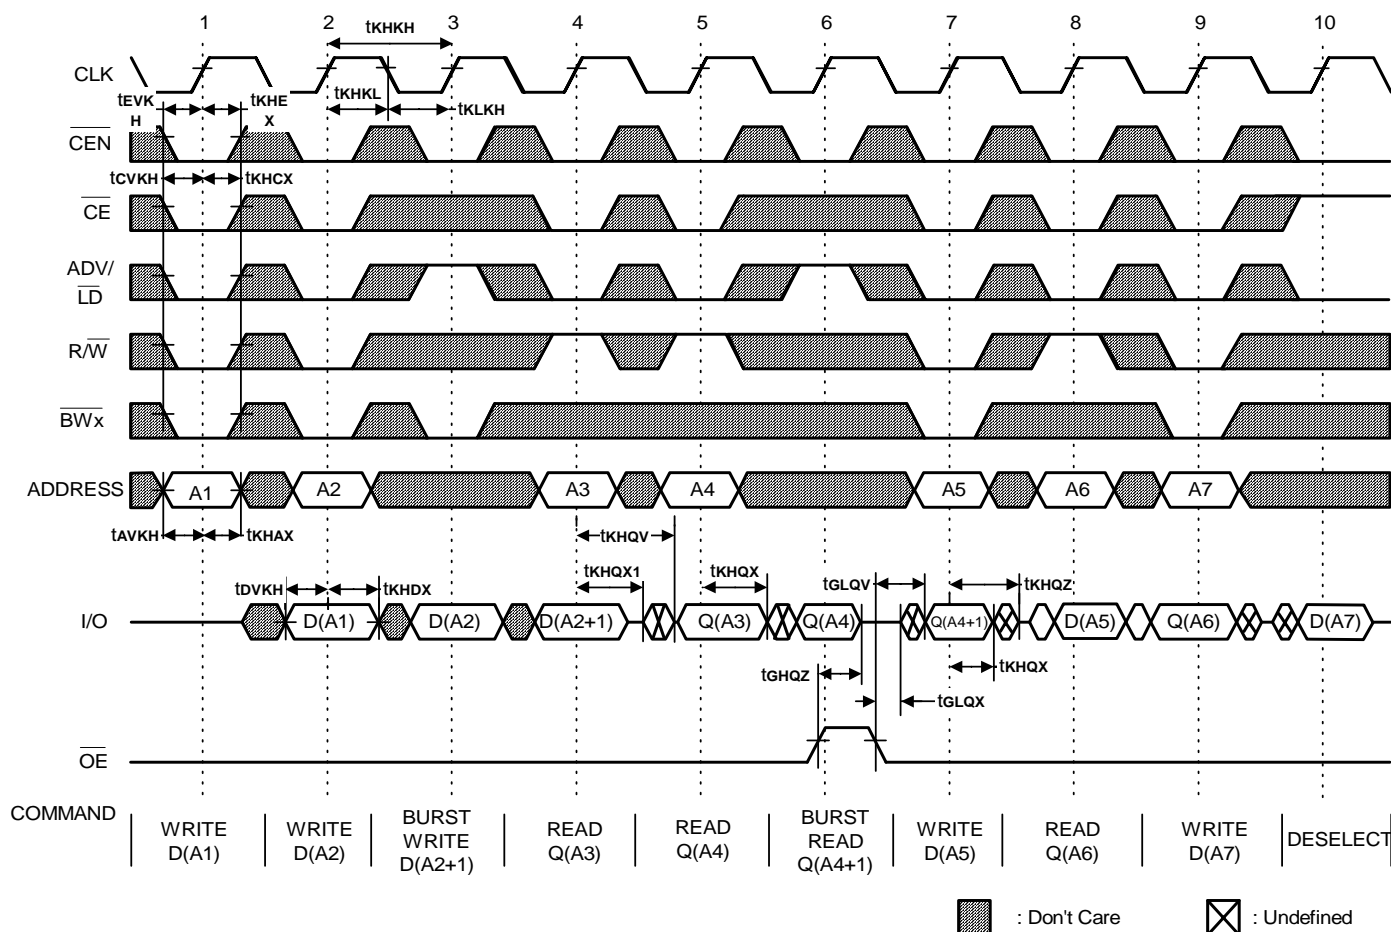 1 2 3 4 5 6 7 8 9 10
tKHKH
CLK
tEVK
H
tKHE
X
tKHKL
tKLKH
CEN
tCVKH
tKHCX
CE
ADV/
LD
R/W
BWx
ADDRESS
A1 A2 A3 A4 A5 A6 A7
tAVKH
tKHAX
tKHQV
tDVKH
tKHDX
tKHQX1
tKHQX
tGLQV
tKHQZ
I/O
D(A1) D(A2) D(A2+1) Q(A3) Q(A4) Q(A4+1) D(A5) Q(A6) D(A7)
tGHQZ
tKHQX
tGLQX
OE
COMMAND
WRITE
D(A1)
WRITE
D(A2)
BURST
WRITE
D(A2+1)
READ
Q(A3)
READ
Q(A4)
BURST
READ
Q(A4+1)
WRITE
D(A5)
READ
Q(A6)
WRITE
D(A7)
DESELECT
: Don't Care
: Undefined